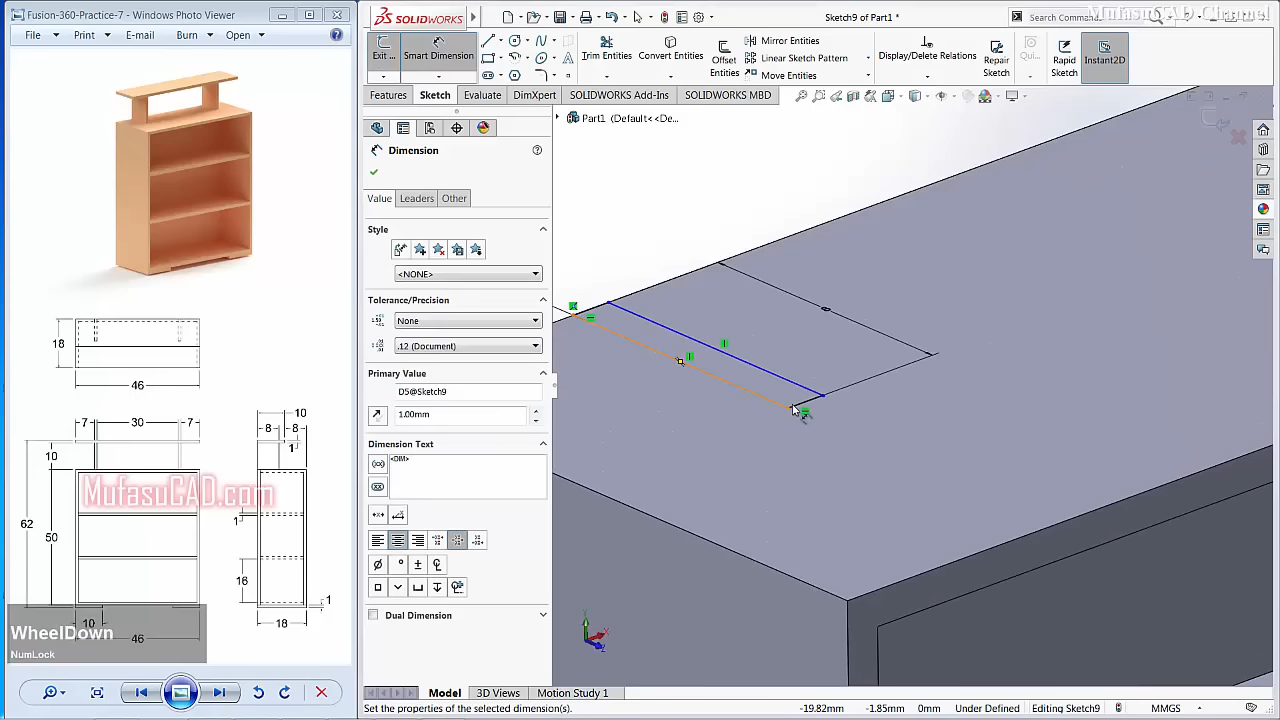 Fusion-360-Practice-7 - Windows Photo Viewer
File Print E-mail Burn Open
18
46
7 30 7
10
62
50
10
46
10
8 8
1
1
16
1
18
MufasuCAD.com
WheelDown
NumLock
SOLIDWORKS
Sketch9 of Part1 *
Search Comman
MufasuCAD Channel
Exit ...
Smart Dimension
Trim Entities
Convert Entities
Offset
Entities
Mirror Entities
Linear Sketch Pattern
Move Entities
Display/Delete Relations
Repair
Sketch
Qui...
Rapid
Sketch
Instant2D
Features Sketch Evaluate DimXpert SOLIDWORKS Add-Ins SOLIDWORKS MBD
Part1 (Default<<De...
Dimension
Value Leaders Other
Style
<NONE>
Tolerance/Precision
None
.12 (Document)
Primary Value
D5@Sketch9
1.00mm
Dimension Text
<DIM>
Dual Dimension
Model 3D Views Motion Study 1
Set the properties of the selected dimension(s).
-19.82mm -1.85mm 0mm Under Defined Editing Sketch9 MMGS